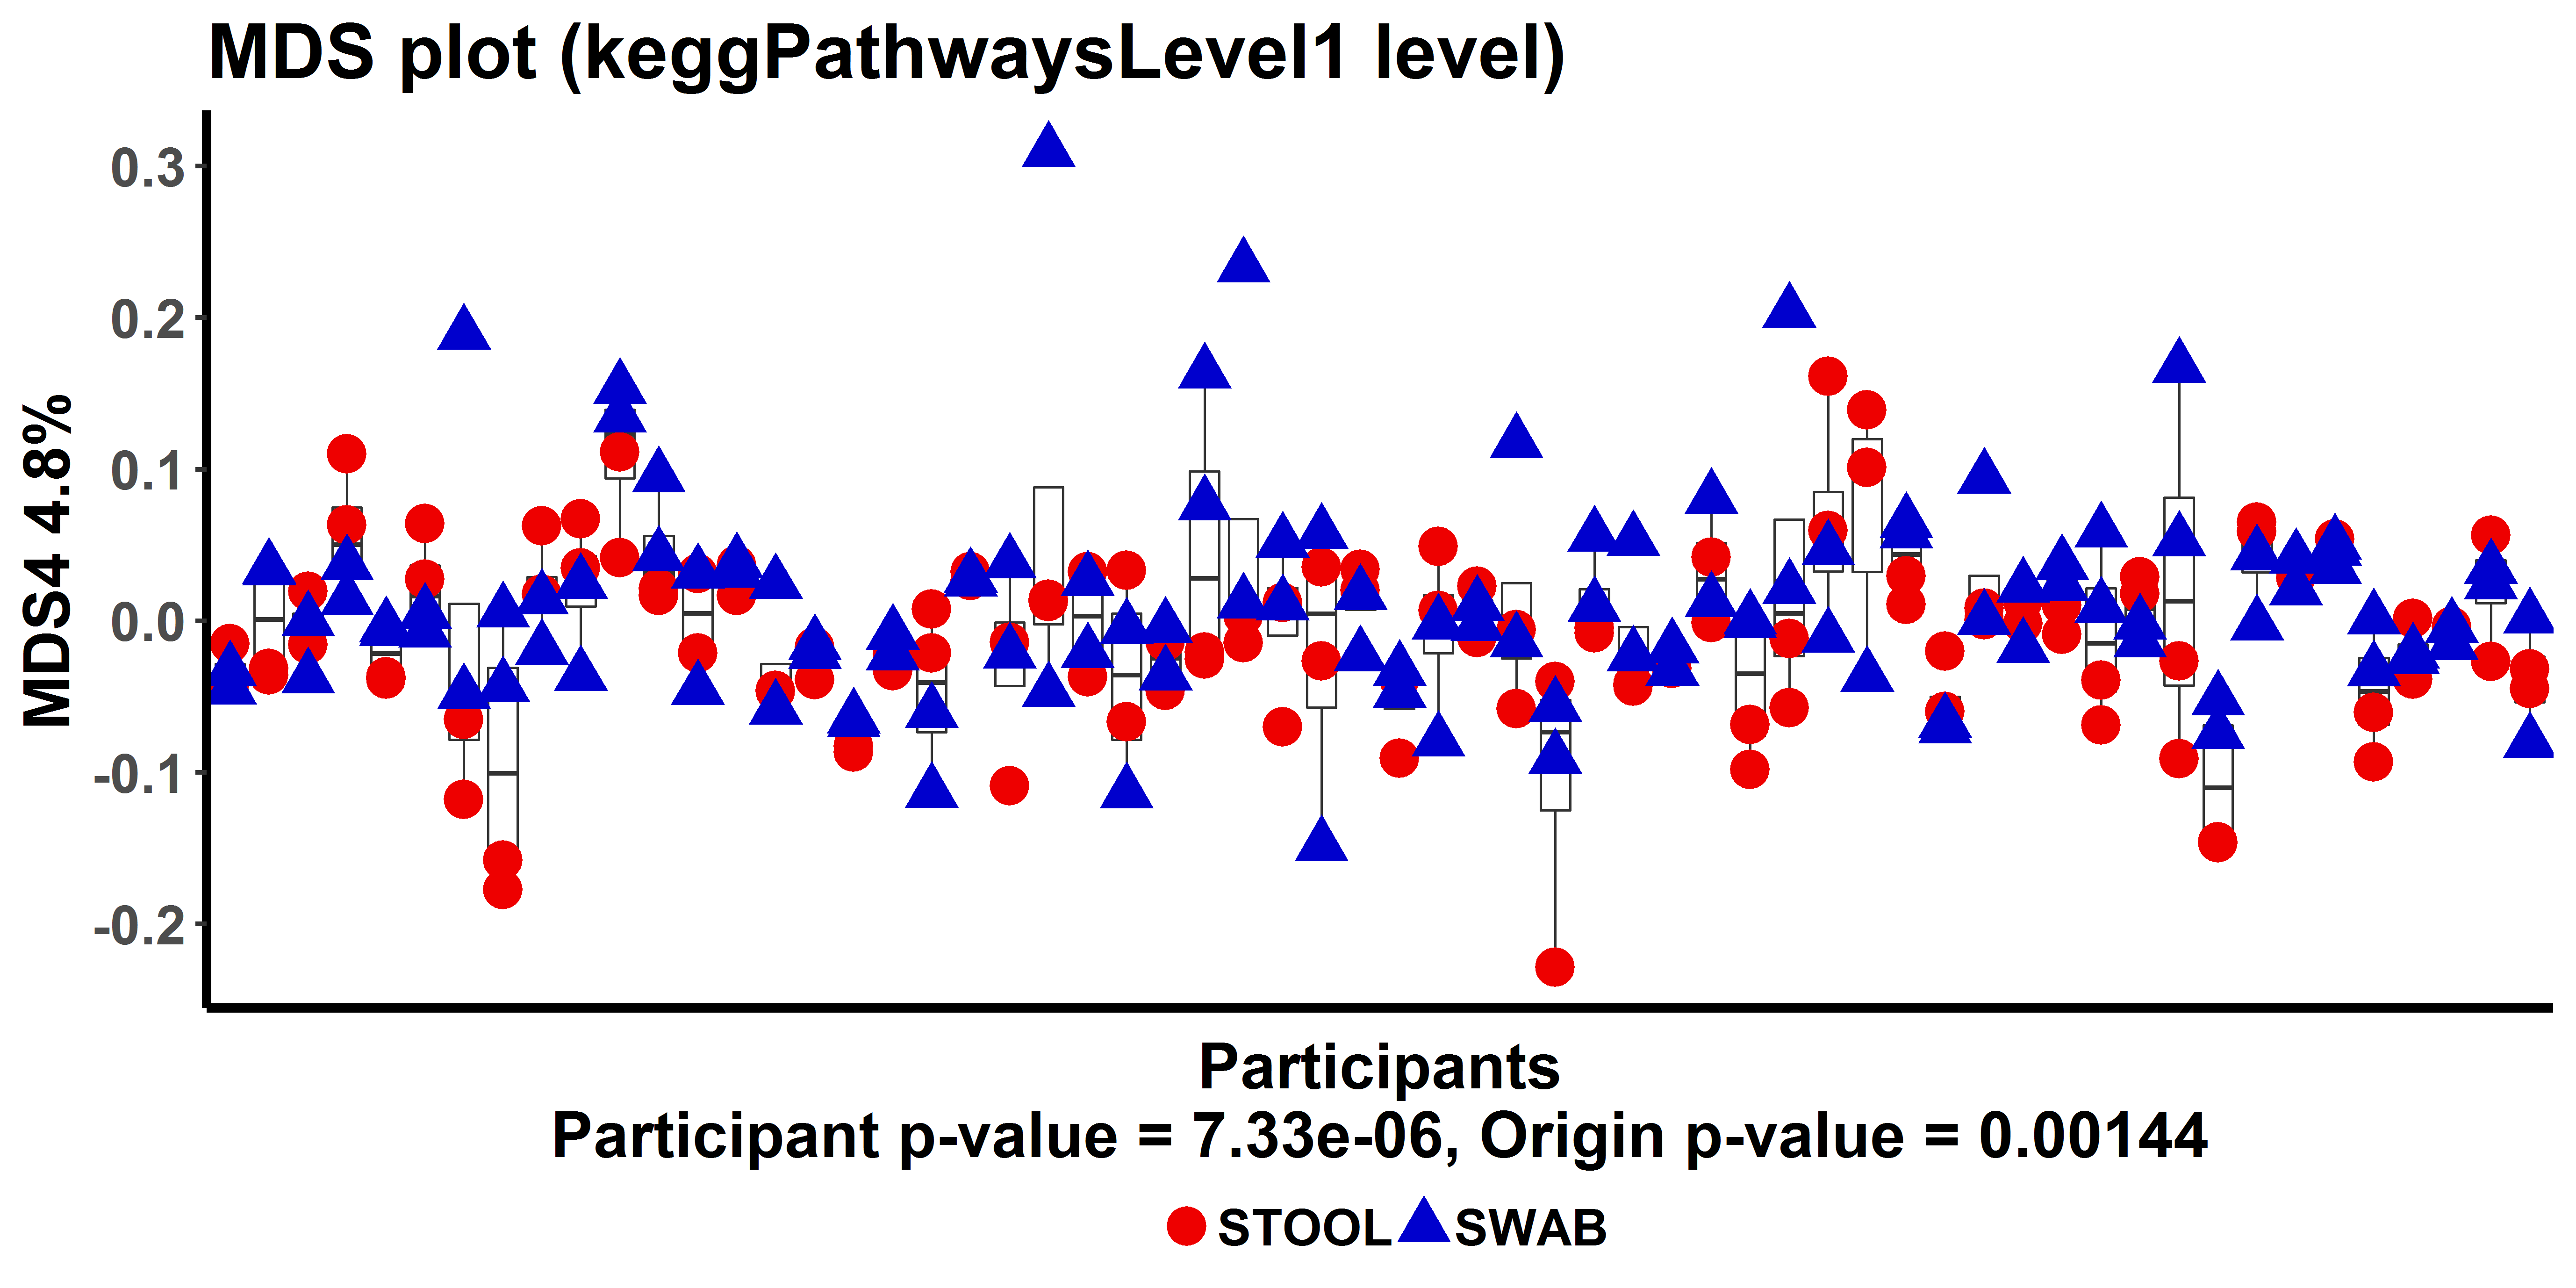 MDS plot (keggPathwaysLevel1 level)
MDS4 4.8%
0.3
0.2
0.1
0.0
-0.1
-0.2
Participants
Participant p-value = 7.33e-06, Origin p-value = 0.00144
STOOL SWAB